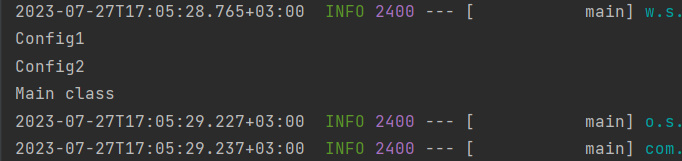 2023-07-27T17:05:28.765+03:00  INFO 2400 --- [           main] w.s.
Config1
Config2
Main class
2023-07-27T17:05:29.227+03:00  INFO 2400 --- [           main] o.s.
2023-07-27T17:05:29.237+03:00  INFO 2400 --- [           main] com.